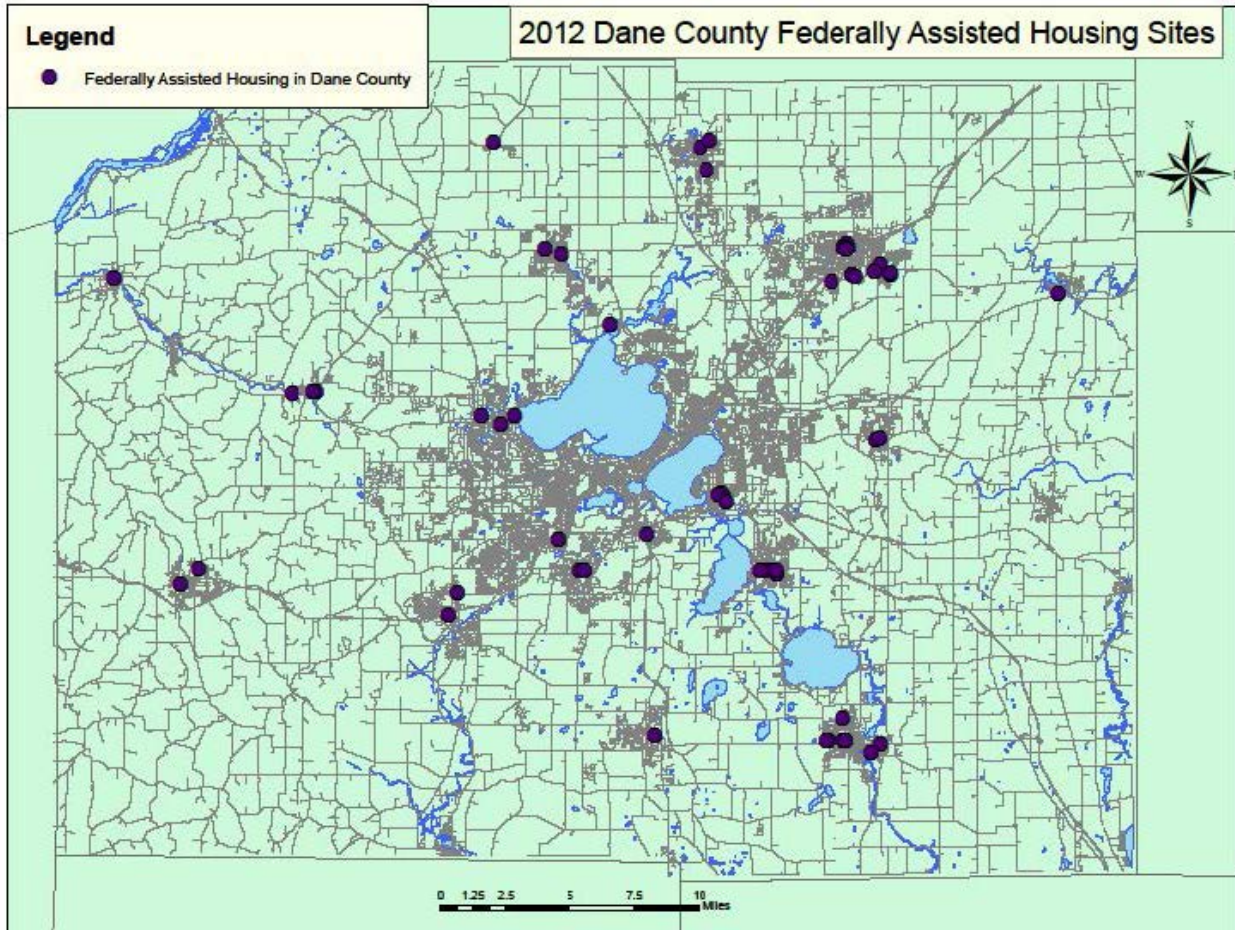 Legend
Federally Assisted Housing in Dane County
2012 Dane County Federally Assisted Housing Sites
N
W
E
S
0 1.25 2.5 5 7.5 10
Miles